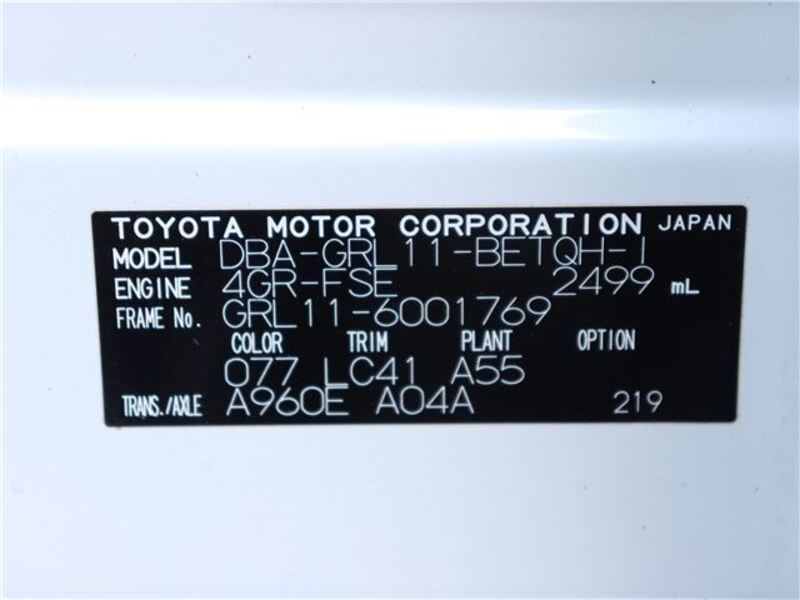 TOYOTA MOTOR CORPORATION JAPAN
MODEL DBA-GRL11-BETQH-I
ENGINE 4GR-FSE 2499 mL
FRAME No. GRL11-6001769
COLOR TRIM PLANT OPTION
077 LC41 A55
TRANS./AXLE A960E A04A 219